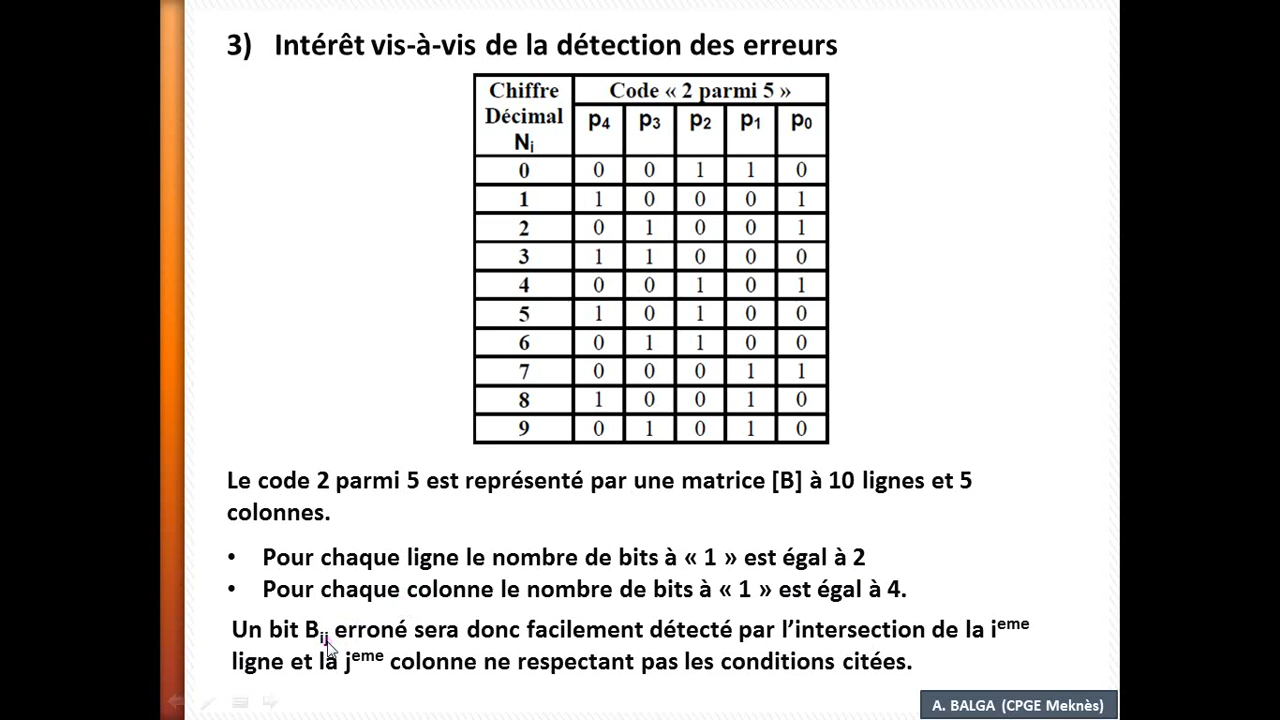 3) Intérêt vis-à-vis de la détection des erreurs
Chiffre Décimal Ni Code « 2 parmi 5 »
p4 p3 p2 p1 p0
0 0 0 1 1 0
1 1 0 0 0 1
2 0 1 0 0 1
3 1 1 0 0 0
4 0 0 1 0 1
5 1 0 1 0 0
6 0 1 1 0 0
7 0 0 0 1 1
8 1 0 0 1 0
9 0 1 0 1 0
Le code 2 parmi 5 est représenté par une matrice [B] à 10 lignes et 5
colonnes.
• Pour chaque ligne le nombre de bits à « 1 » est égal à 2
• Pour chaque colonne le nombre de bits à « 1 » est égal à 4.
Un bit Bij erroné sera donc facilement détecté par l’intersection de la ieme
ligne et la jeme colonne ne respectant pas les conditions citées.
A. BALGA (CPGE Meknès)